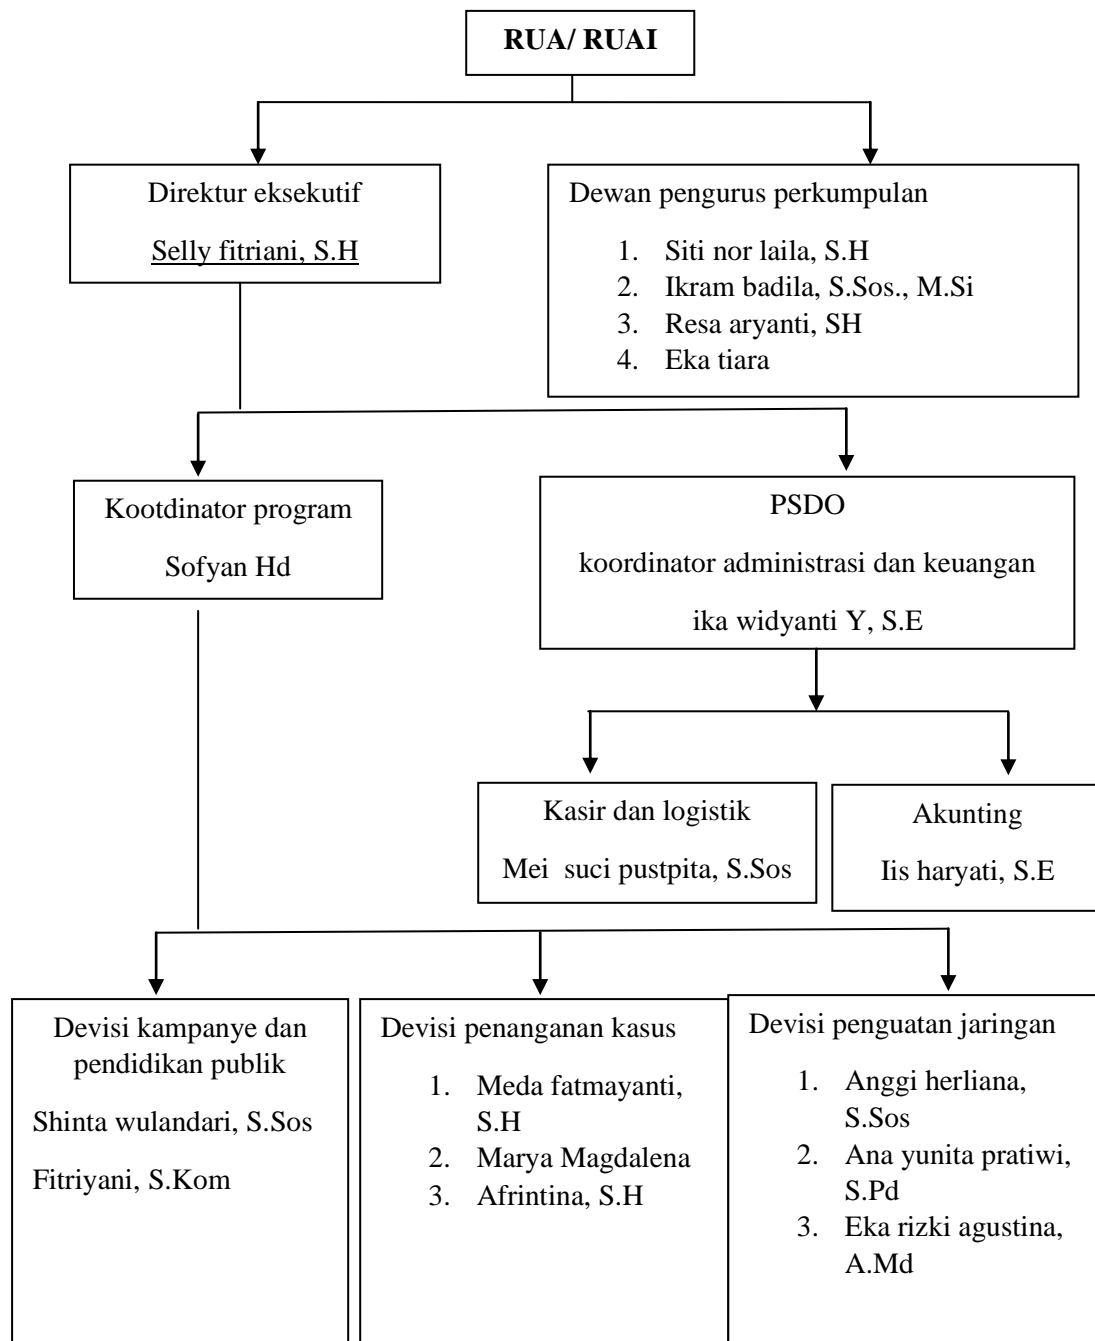 RUA/ RUAI
Direktur eksekutif
Selly fitriani, S.H
Dewan pengurus perkumpulan
1. Siti nor laila, S.H
2. Ikram badila, S.Sos., M.Si
3. Resa aryanti, SH
4. Eka tiara
Kootdinator program
Sofyan Hd
PSDO
koordinator administrasi dan keuangan
ika widyanti Y, S.E
Kasir dan logistik
Mei suci pustpita, S.Sos
Akunting
Iis haryati, S.E
Devisi kampanye dan
pendidikan publik
Shinta wulandari, S.Sos
Fitriyani, S.Kom
Devisi penanganan kasus
1. Meda fatmayanti,
S.H
2. Marya Magdalena
3. Afrintina, S.H
Devisi penguatan jaringan
1. Anggi herliana,
S.Sos
2. Ana yunita pratiwi,
S.Pd
3. Eka rizki agustina,
A.Md